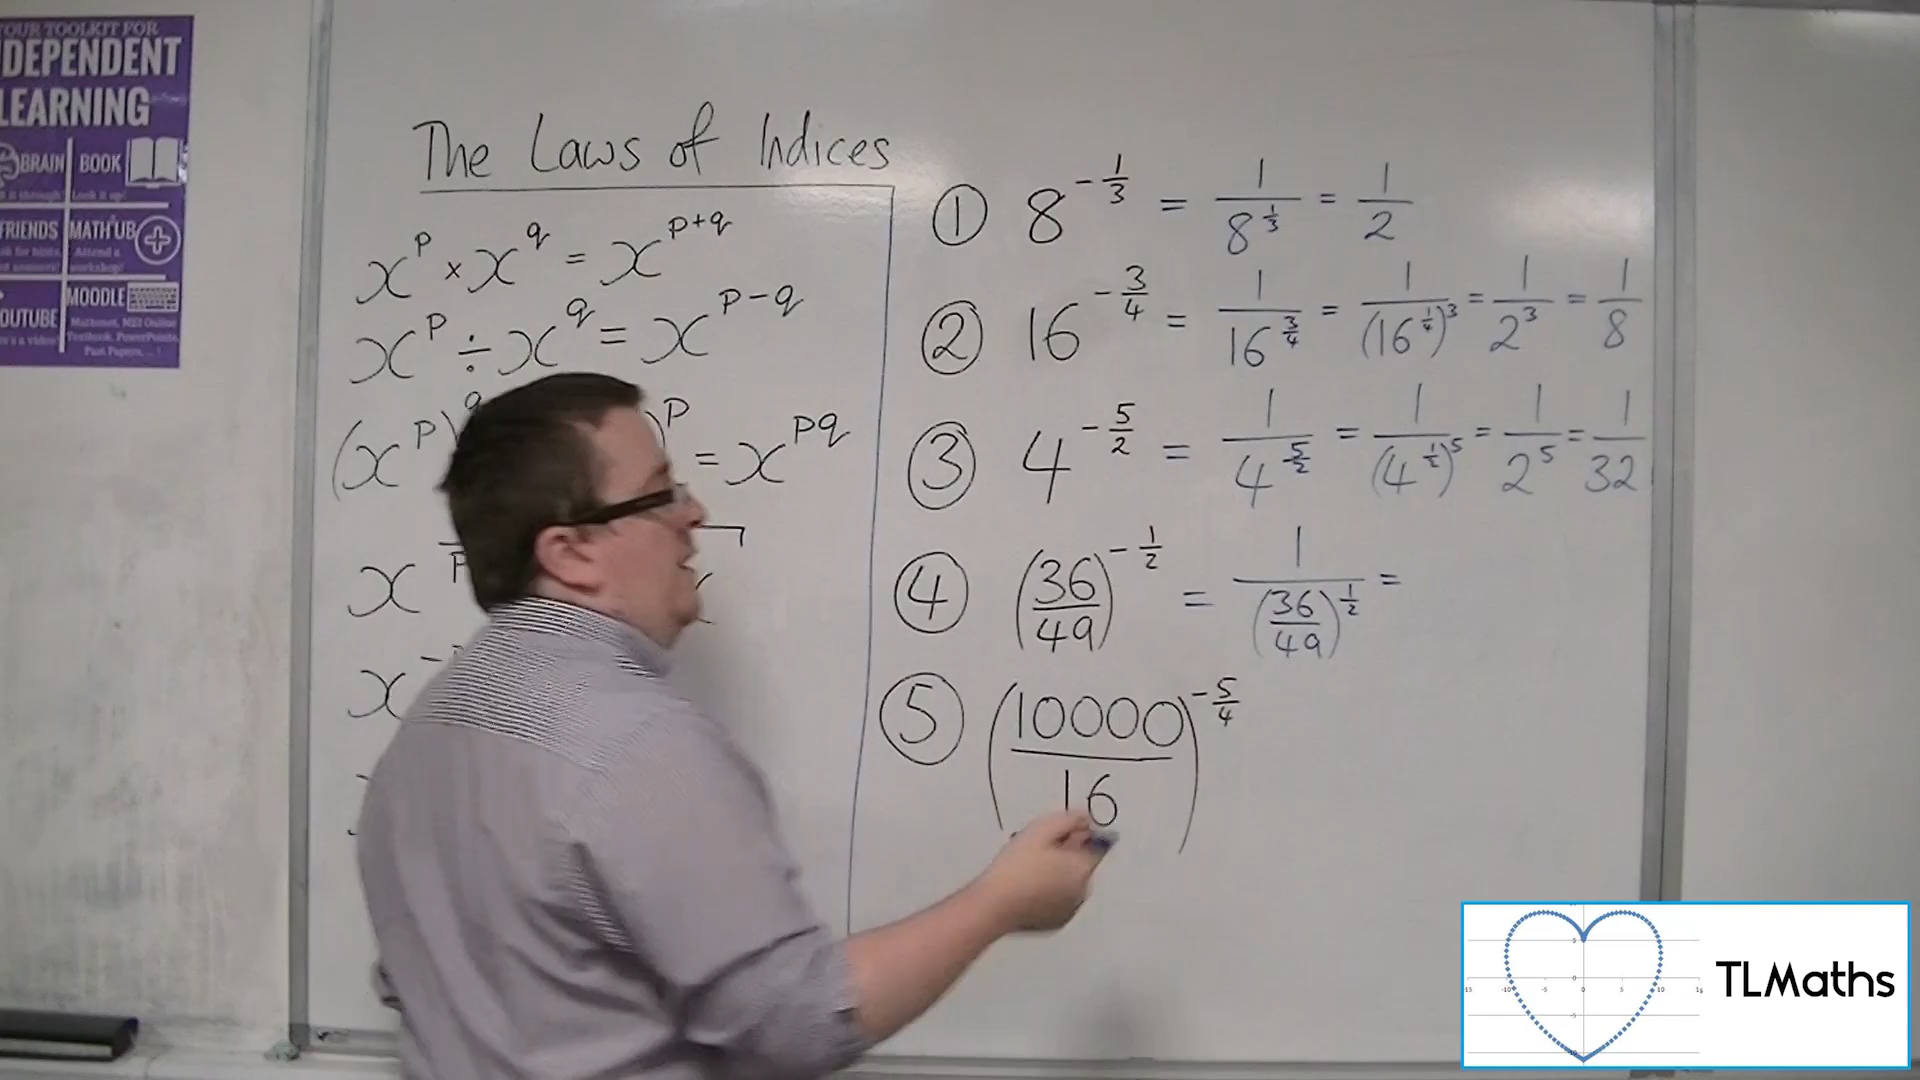 YOUR TOOLKIT FOR
INDEPENDENT
LEARNING
BRAIN BOOK
FRIENDS MATH'UB
MOODLE
YOUTUBE
The Laws of Indices
x^p × x^q = x^(p+q)
x^p ÷ x^q = x^(p-q)
(x^p)^q )^p = x^(pq)
x
x
① 8^(-1/3) = 1/8^(1/3) = 1/2
② 16^(-3/4) = 1/16^(3/4) = 1/(16^(1/4))^3 = 1/2^3 = 1/8
③ 4^(-5/2) = 1/4^(5/2) = 1/(4^(1/2))^5 = 1/2^5 = 1/32
④ (36/49)^(-1/2) = 1/(36/49)^(1/2) =
⑤ (10000/16)^(-5/4)
TLMaths